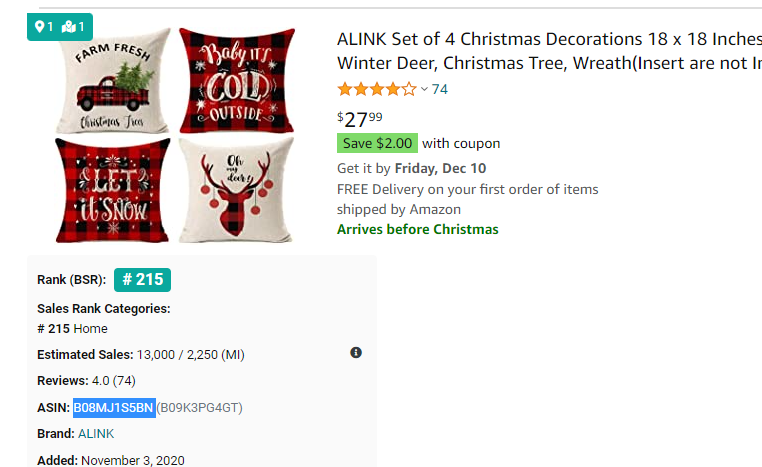 1 1
FARM FRESH
Christmas Trees
Baby IT'S
COLD
OUTSIDE
LET
it SNOW
Oh
my
deer!
ALINK Set of 4 Christmas Decorations 18 x 18 Inches
Winter Deer, Christmas Tree, Wreath(Insert are not
74
$27.99
Save $2.00 with coupon
Get it by Friday, Dec 10
FREE Delivery on your first order of items
shipped by Amazon
Arrives before Christmas
Rank (BSR): # 215
Sales Rank Categories:
# 215 Home
Estimated Sales: 13,000 / 2,250 (MI)
Reviews: 4.0 (74)
ASIN: B08MJ1S5BN (B09K3PG4GT)
Brand: ALINK
Added: November 3, 2020